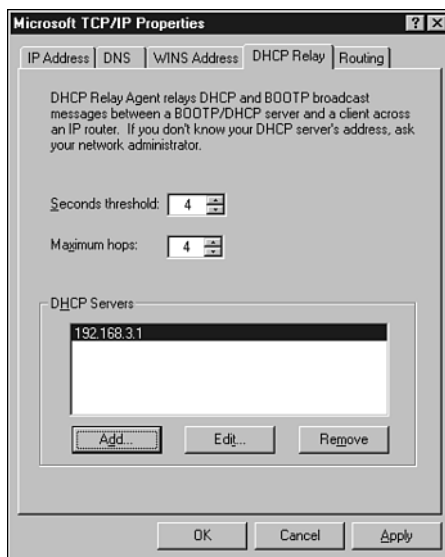 Microsoft TCP/IP Properties
IP Address DNS WINS Address DHCP Relay Routing
DHCP Relay Agent relays DHCP and BOOTP broadcast
messages between a BOOTP/DHCP server and a client across
an IP router. If you don't know your DHCP server's address, ask
your network administrator.
Seconds threshold: 4
Maximum hops: 4
DHCP Servers
192.168.3.1
Add... Edit... Remove
OK Cancel Apply